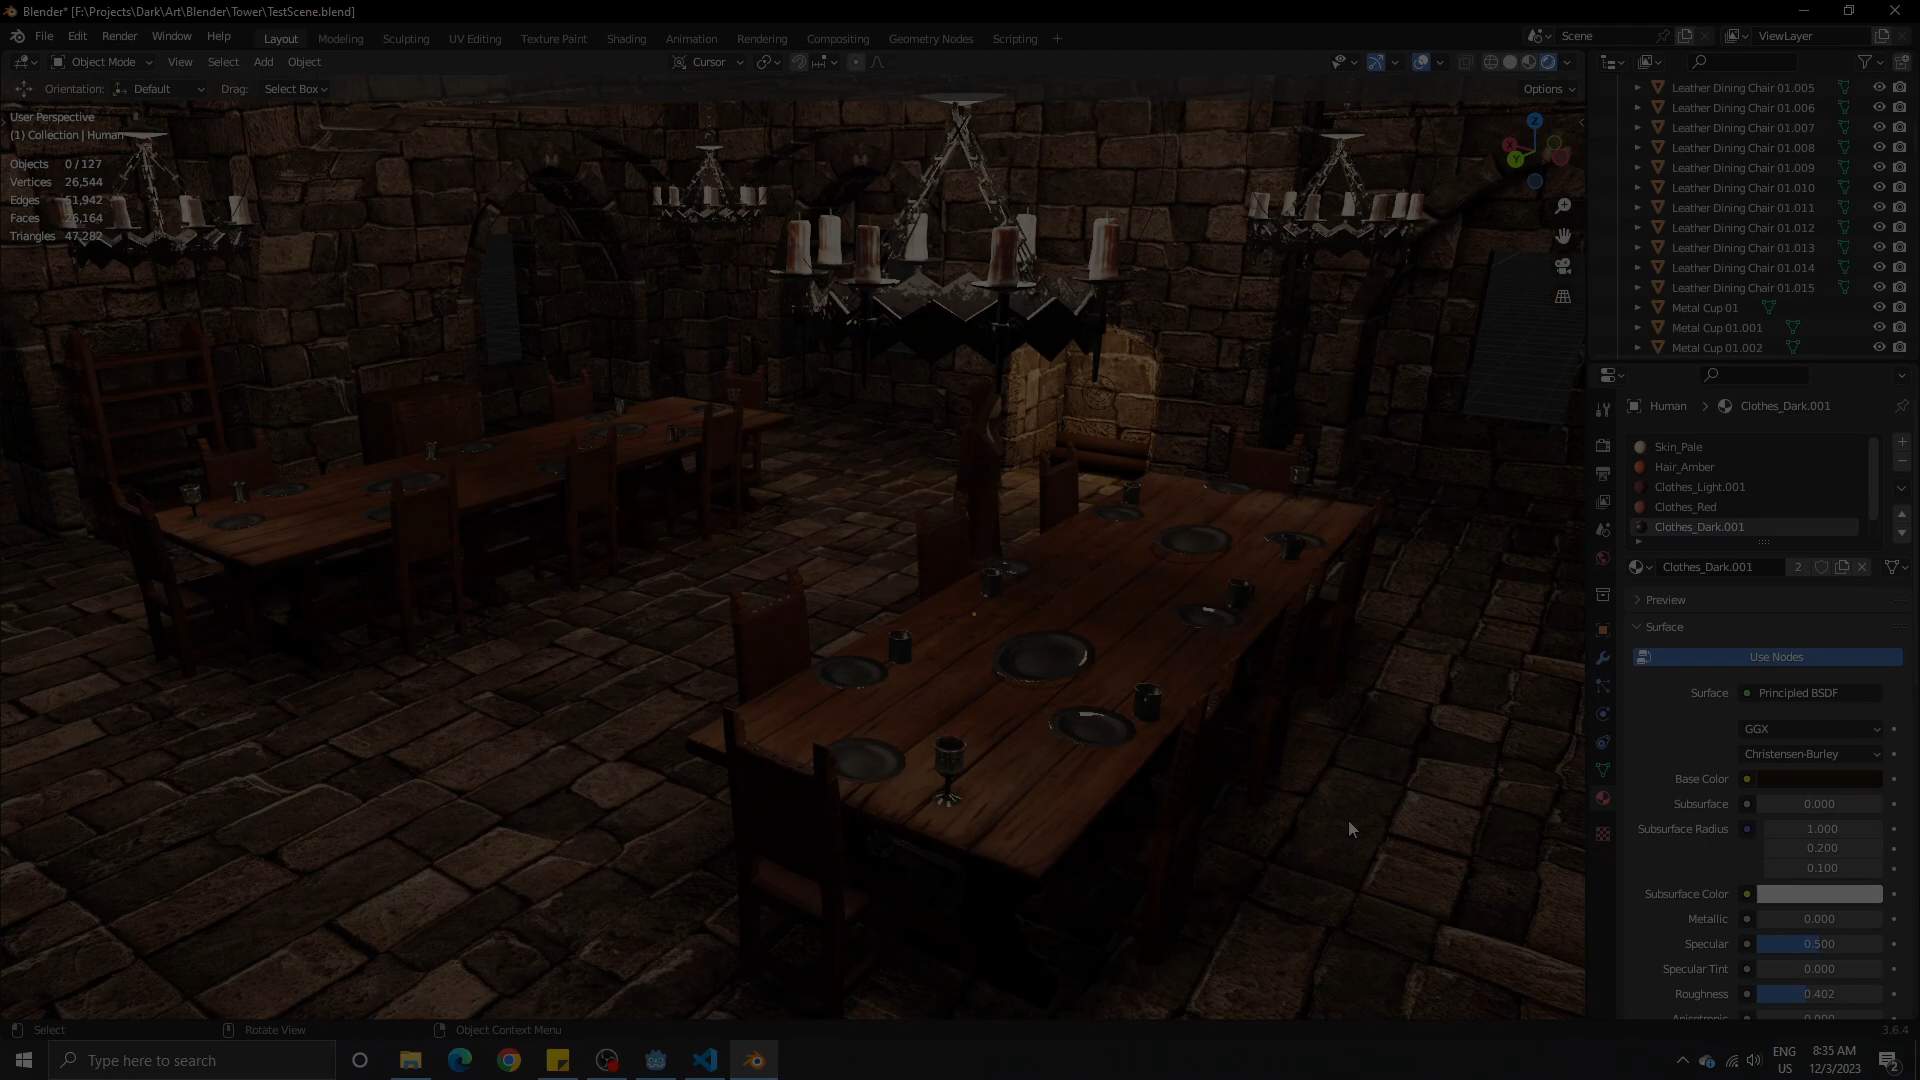 Blender* [F:\Projects\Dark\Art\Blender\Tower\TestScene.blend]
File Edit Render Window Help Layout Modeling Sculpting UV Editing Texture Paint Shading Animation Rendering Compositing Geometry Nodes Scripting + Scene ViewLayer
Object Mode View Select Add Object Cursor
Orientation: Default Drag: Select Box Options
User Perspective
(1) Collection | Human
Objects 0/127
Vertices 26,544
Edges 51,942
Faces 26,164
Triangles 47,282
Z
X
Y
Leather Dining Chair 01.005
Leather Dining Chair 01.006
Leather Dining Chair 01.007
Leather Dining Chair 01.008
Leather Dining Chair 01.009
Leather Dining Chair 01.010
Leather Dining Chair 01.011
Leather Dining Chair 01.012
Leather Dining Chair 01.013
Leather Dining Chair 01.014
Leather Dining Chair 01.015
Metal Cup 01
Metal Cup 01.001
Metal Cup 01.002
Human > Clothes_Dark.001
Skin_Pale
Hair_Amber
Clothes_Light.001
Clothes_Red
Clothes_Dark.001
Clothes_Dark.001 2
Preview
Surface
Use Nodes
Surface Principled BSDF
GGX
Christensen-Burley
Base Color
Subsurface 0.000
Subsurface Radius 1.000
0.200
0.100
Subsurface Color
Metallic 0.000
Specular 0.500
Specular Tint 0.000
Roughness 0.402
Anisotropic 0.000
Select Rotate View Object Context Menu 3.6.4
Type here to search
ENG
US
8:35 AM
12/3/2023
2